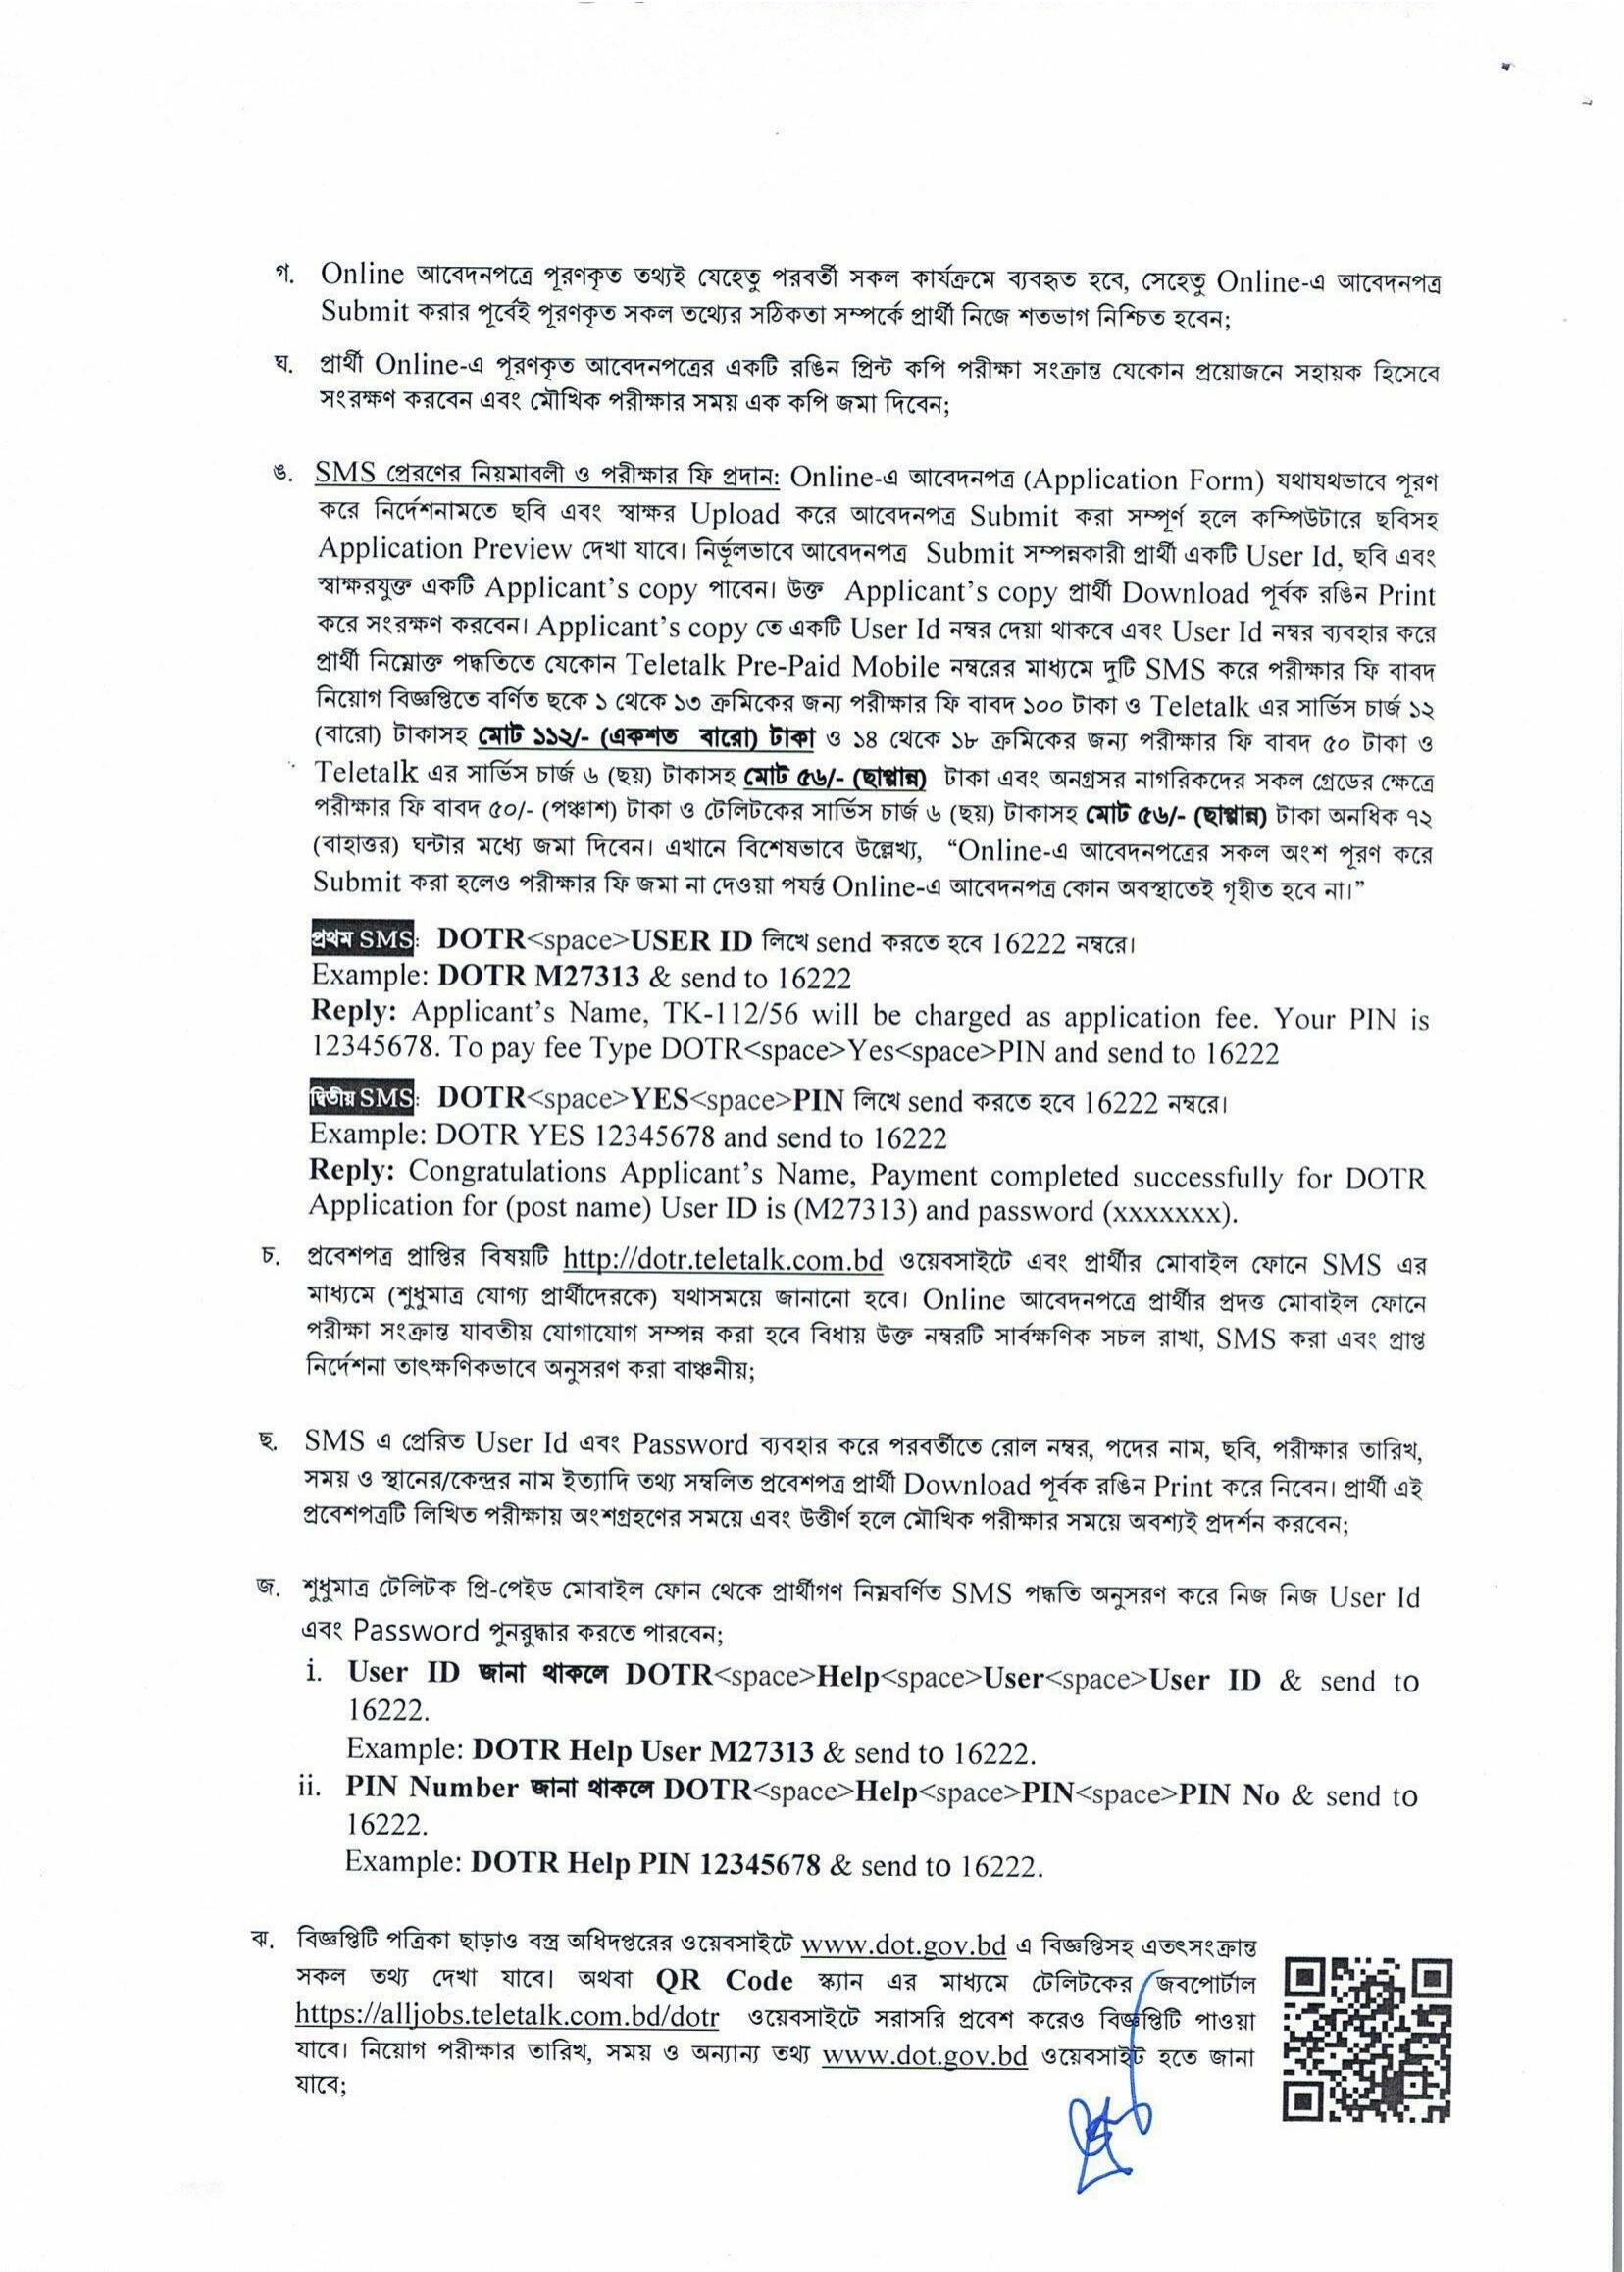 গ. Online আবেদনপত্রে পূরণকৃত তথ্যই যেহেতু পরবর্তী সকল কার্যক্রমে ব্যবহৃত হবে, সেহেতু Online-এ আবেদনপত্র
Submit করার পূর্বেই পূরণকৃত সকল তথ্যের সঠিকতা সম্পর্কে প্রার্থী নিজে শতভাগ নিশ্চিত হবেন;
ঘ. প্রার্থী Online-এ পূরণকৃত আবেদনপত্রের একটি রঙিন প্রিন্ট কপি পরীক্ষা সংক্রান্ত যেকোন প্রয়োজনে সহায়ক হিসেবে
সংরক্ষণ করবেন এবং মৌখিক পরীক্ষার সময় এক কপি জমা দিবেন;
ঙ. SMS প্রেরণের নিয়মাবলী ও পরীক্ষার ফি প্রদান: Online-এ আবেদনপত্র (Application Form) যথাযথভাবে পূরণ
করে নির্দেশনামতে ছবি এবং স্বাক্ষর Upload করে আবেদনপত্র Submit করা সম্পূর্ণ হলে কম্পিউটারে ছবিসহ
Application Preview দেখা যাবে। নির্ভূলভাবে আবেদনপত্র Submit সম্পন্নকারী প্রার্থী একটি User Id, ছবি এবং
স্বাক্ষরযুক্ত একটি Applicant's copy পাবেন। উক্ত Applicant's copy প্রার্থী Download পূর্বক রঙিন Print
করে সংরক্ষণ করবেন। Applicant's copy তে একটি User Id নম্বর দেয়া থাকবে এবং User Id নম্বর ব্যবহার করে
প্রার্থী নিম্নোক্ত পদ্ধতিতে যেকোন Teletalk Pre-Paid Mobile নম্বরের মাধ্যমে দুটি SMS করে পরীক্ষার ফি বাবদ
নিয়োগ বিজ্ঞপ্তিতে বর্ণিত ছকে ১ থেকে ১৩ ক্রমিকের জন্য পরীক্ষার ফি বাবদ ১০০ টাকা ও Teletalk এর সার্ভিস চার্জ ১২
(বারো) টাকাসহ মোট ১১২/- (একশত বারো) টাকা ও ১৪ থেকে ১৮ ক্রমিকের জন্য পরীক্ষার ফি বাবদ ৫০ টাকা ও
Teletalk এর সার্ভিস চার্জ ৬ (ছয়) টাকাসহ মোট ৫৬/- (ছাপ্পান্ন) টাকা এবং অনগ্রসর নাগরিকদের সকল গ্রেডের ক্ষেত্রে
পরীক্ষার ফি বাবদ ৫০/- (পঞ্চাশ) টাকা ও টেলিটকের সার্ভিস চার্জ ৬ (ছয়) টাকাসহ মোট ৫৬/- (ছাপ্পান্ন) টাকা অনধিক ৭২
(বাহাত্তর) ঘন্টার মধ্যে জমা দিবেন। এখানে বিশেষভাবে উল্লেখ্য, “Online-এ আবেদনপত্রের সকল অংশ পূরণ করে
Submit করা হলেও পরীক্ষার ফি জমা না দেওয়া পর্যন্ত Online-এ আবেদনপত্র কোন অবস্থাতেই গৃহীত হবে না।”
প্রথম SMS: DOTR<space>USER ID লিখে send করতে হবে 16222 নম্বরে।
Example: DOTR M27313 & send to 16222
Reply: Applicant's Name, TK-112/56 will be charged as application fee. Your PIN is
12345678. To pay fee Type DOTR<space>Yes<space>PIN and send to 16222
দ্বিতীয় SMS: DOTR<space>YES<space>PIN লিখে send করতে হবে 16222 নম্বরে।
Example: DOTR YES 12345678 and send to 16222
Reply: Congratulations Applicant's Name, Payment completed successfully for DOTR
Application for (post name) User ID is (M27313) and password (xxxxxxx).
চ. প্রবেশপত্র প্রাপ্তির বিষয়টি http://dotr.teletalk.com.bd ওয়েবসাইটে এবং প্রার্থীর মোবাইল ফোনে SMS এর
মাধ্যমে (শুধুমাত্র যোগ্য প্রার্থীদেরকে) যথাসময়ে জানানো হবে। Online আবেদনপত্রে প্রার্থীর প্রদত্ত মোবাইল ফোনে
পরীক্ষা সংক্রান্ত যাবতীয় যোগাযোগ সম্পন্ন করা হবে বিধায় উক্ত নম্বরটি সার্বক্ষণিক সচল রাখা, SMS করা এবং প্রাপ্ত
নির্দেশনা তাৎক্ষণিকভাবে অনুসরণ করা বাঞ্চনীয়;
ছ. SMS এ প্রেরিত User Id এবং Password ব্যবহার করে পরবর্তীতে রোল নম্বর, পদের নাম, ছবি, পরীক্ষার তারিখ,
সময় ও স্থানের/কেন্দ্রের নাম ইত্যাদি তথ্য সম্বলিত প্রবেশপত্র প্রার্থী Download পূর্বক রঙিন Print করে নিবেন। প্রার্থী এই
প্রবেশপত্রটি লিখিত পরীক্ষায় অংশগ্রহণের সময়ে এবং উত্তীর্ণ হলে মৌখিক পরীক্ষার সময়ে অবশ্যই প্রদর্শন করবেন;
জ. শুধুমাত্র টেলিটক প্রি-পেইড মোবাইল ফোন থেকে প্রার্থীগণ নিম্নবর্ণিত SMS পদ্ধতি অনুসরণ করে নিজ নিজ User Id
এবং Password পুনরুদ্ধার করতে পারবেন;
i. User ID জানা থাকলে DOTR<space>Help<space>User<space>User ID & send to
16222.
Example: DOTR Help User M27313 & send to 16222.
ii. PIN Number জানা থাকলে DOTR<space>Help<space>PIN<space>PIN No & send to
16222.
Example: DOTR Help PIN 12345678 & send to 16222.
ঝ. বিজ্ঞপ্তিটি পত্রিকা ছাড়াও বস্ত্র অধিদপ্তরের ওয়েবসাইটে www.dot.gov.bd এ বিজ্ঞপ্তিসহ এতৎসংক্রান্ত
সকল তথ্য দেখা যাবে। অথবা QR Code স্ক্যান এর মাধ্যমে টেলিটকের জবপোর্টাল
https://alljobs.teletalk.com.bd/dotr ওয়েবসাইটে সরাসরি প্রবেশ করেও বিজ্ঞপ্তিটি পাওয়া
যাবে। নিয়োগ পরীক্ষার তারিখ, সময় ও অন্যান্য তথ্য www.dot.gov.bd ওয়েবসাইট হতে জানা
যাবে;